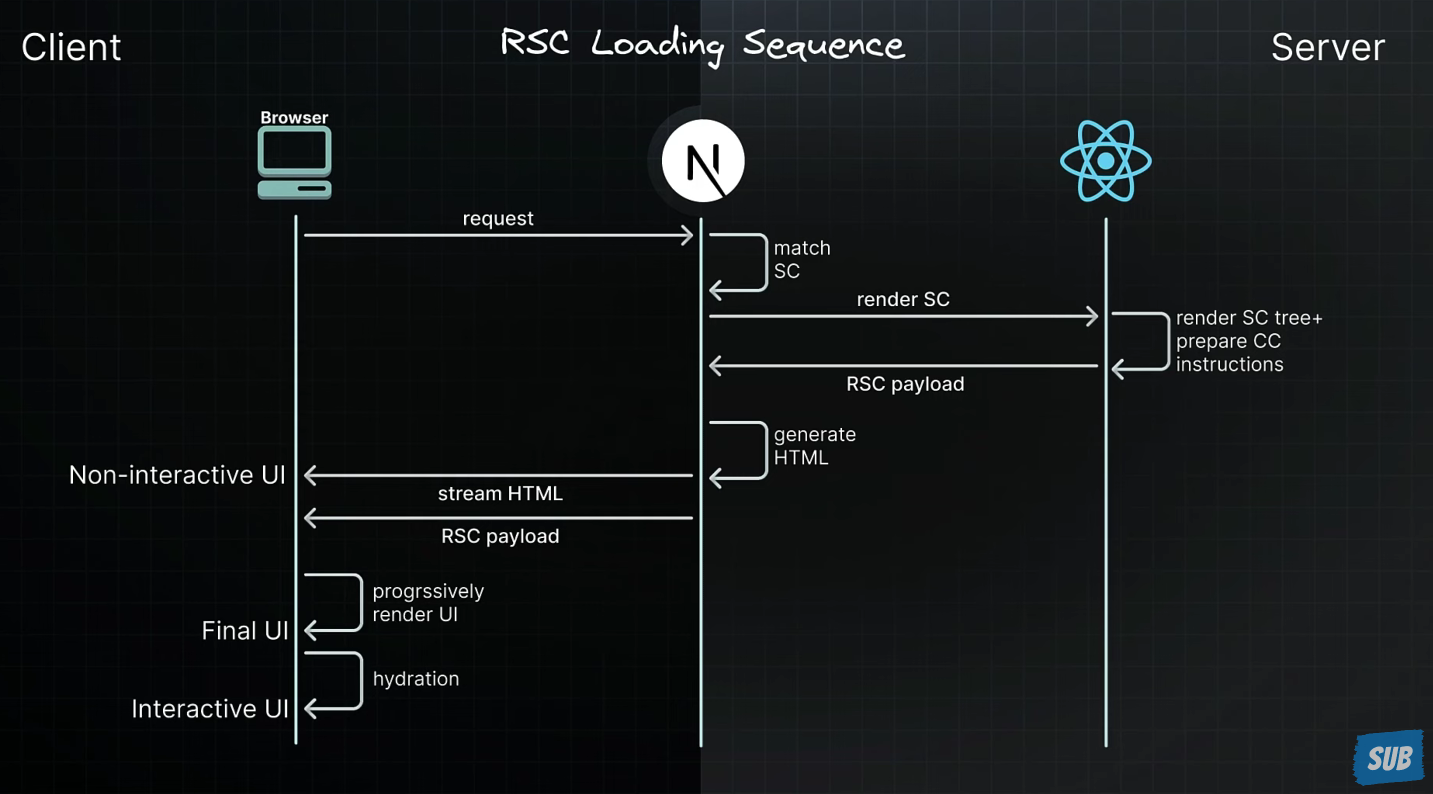 Client
RSC Loading Sequence
Server
Browser
N
request
match
SC
render SC
render SC tree+
prepare CC
instructions
RSC payload
generate
HTML
Non-interactive UI
stream HTML
RSC payload
progrssively
render UI
Final UI
hydration
Interactive UI
SUB